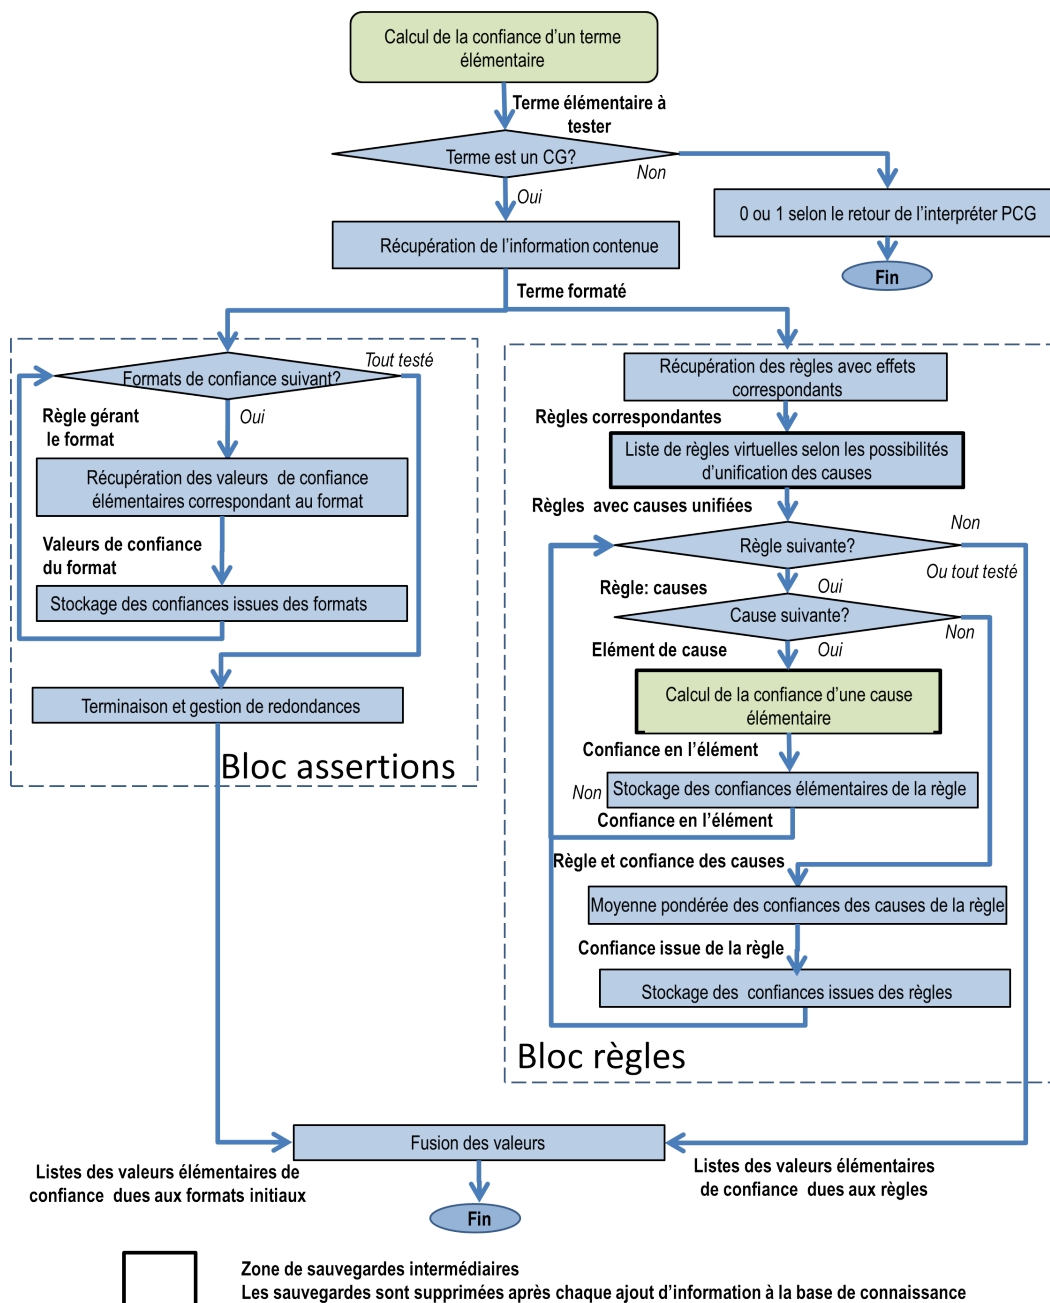 Calcul de la confiance d'un terme
élémentaire
Terme élémentaire à
tester
Terme est un CG?
Non
Oui
0 ou 1 selon le retour de l'interpréter PCG
Récupération de l'information contenue
Fin
Terme formaté
Formats de confiance suivant?
Tout testé
Règle gérant
le format
Oui
Récupération des valeurs de confiance
élémentaires correspondant au format
Valeurs de confiance
du format
Stockage des confiances issues des formats
Terminaison et gestion de redondances
Bloc assertions
Récupération des règles avec effets
correspondants
Règles correspondantes
Liste de règles virtuelles selon les possibilités
d'unification des causes
Règles avec causes unifiées
Non
Règle suivante?
Ou tout testé
Règle: causes
Oui
Cause suivante?
Non
Elément de cause
Oui
Calcul de la confiance d'une cause
élémentaire
Confiance en l'élément
Non
Stockage des confiances élémentaires de la règle
Confiance en l'élément
Règle et confiance des causes
Moyenne pondérée des confiances des causes de la règle
Confiance issue de la règle
Stockage des confiances issues des règles
Bloc règles
Fusion des valeurs
Listes des valeurs élémentaires de
confiance dues aux formats initiaux
Listes des valeurs élémentaires
de confiance dues aux règles
Fin
Zone de sauvegardes intermédiaires
Les sauvegardes sont supprimées après chaque ajout d'information à la base de connaissance